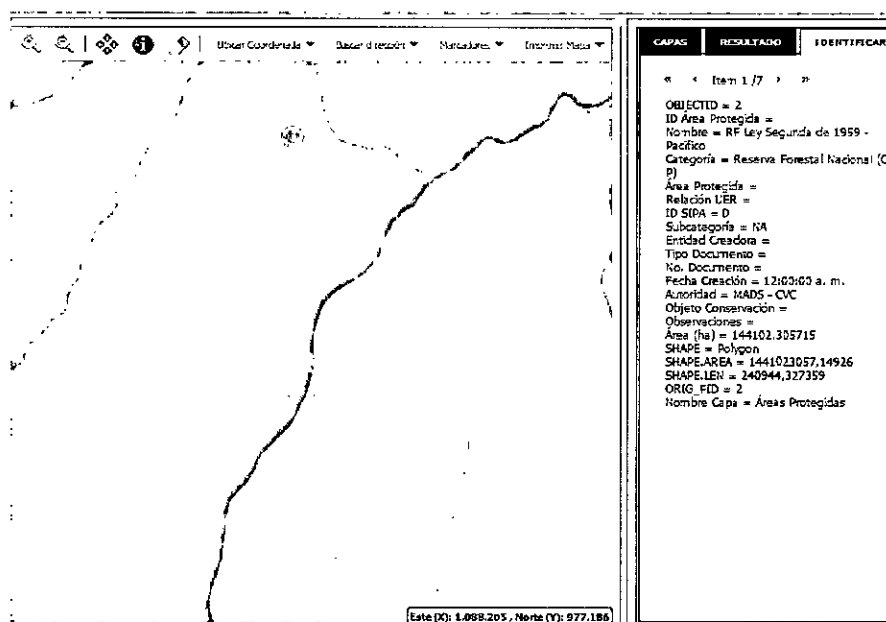 Ubicar Coordenada ▾ Buscar dirección ▾ Marcadores ▾ Imprimir Mapa ▾
CAPAS RESULTADO IDENTIFICAR
« ‹ Item 1 /7 › »
OBJECTID = 2
ID Área Protegida =
Nombre = RF Ley Segunda de 1959 -
Pacífico
Categoría = Reserva Forestal Nacional (O
P)
Área Protegida =
Relación UER =
ID SIPA = D
Subcategoría = NA
Entidad Creadora =
Tipo Documento =
No. Documento =
Fecha Creación = 12:00:00 a. m.
Autoridad = MADS - CVC
Objeto Conservación =
Observaciones =
Área (ha) = 144102,305715
SHAPE = Polygon
SHAPE.AREA = 1441023057,14926
SHAPE.LEN = 240944,327359
ORIG_FID = 2
Nombre Capa = Áreas Protegidas
Este (X): 1.088.205 , Norte (Y): 977.186